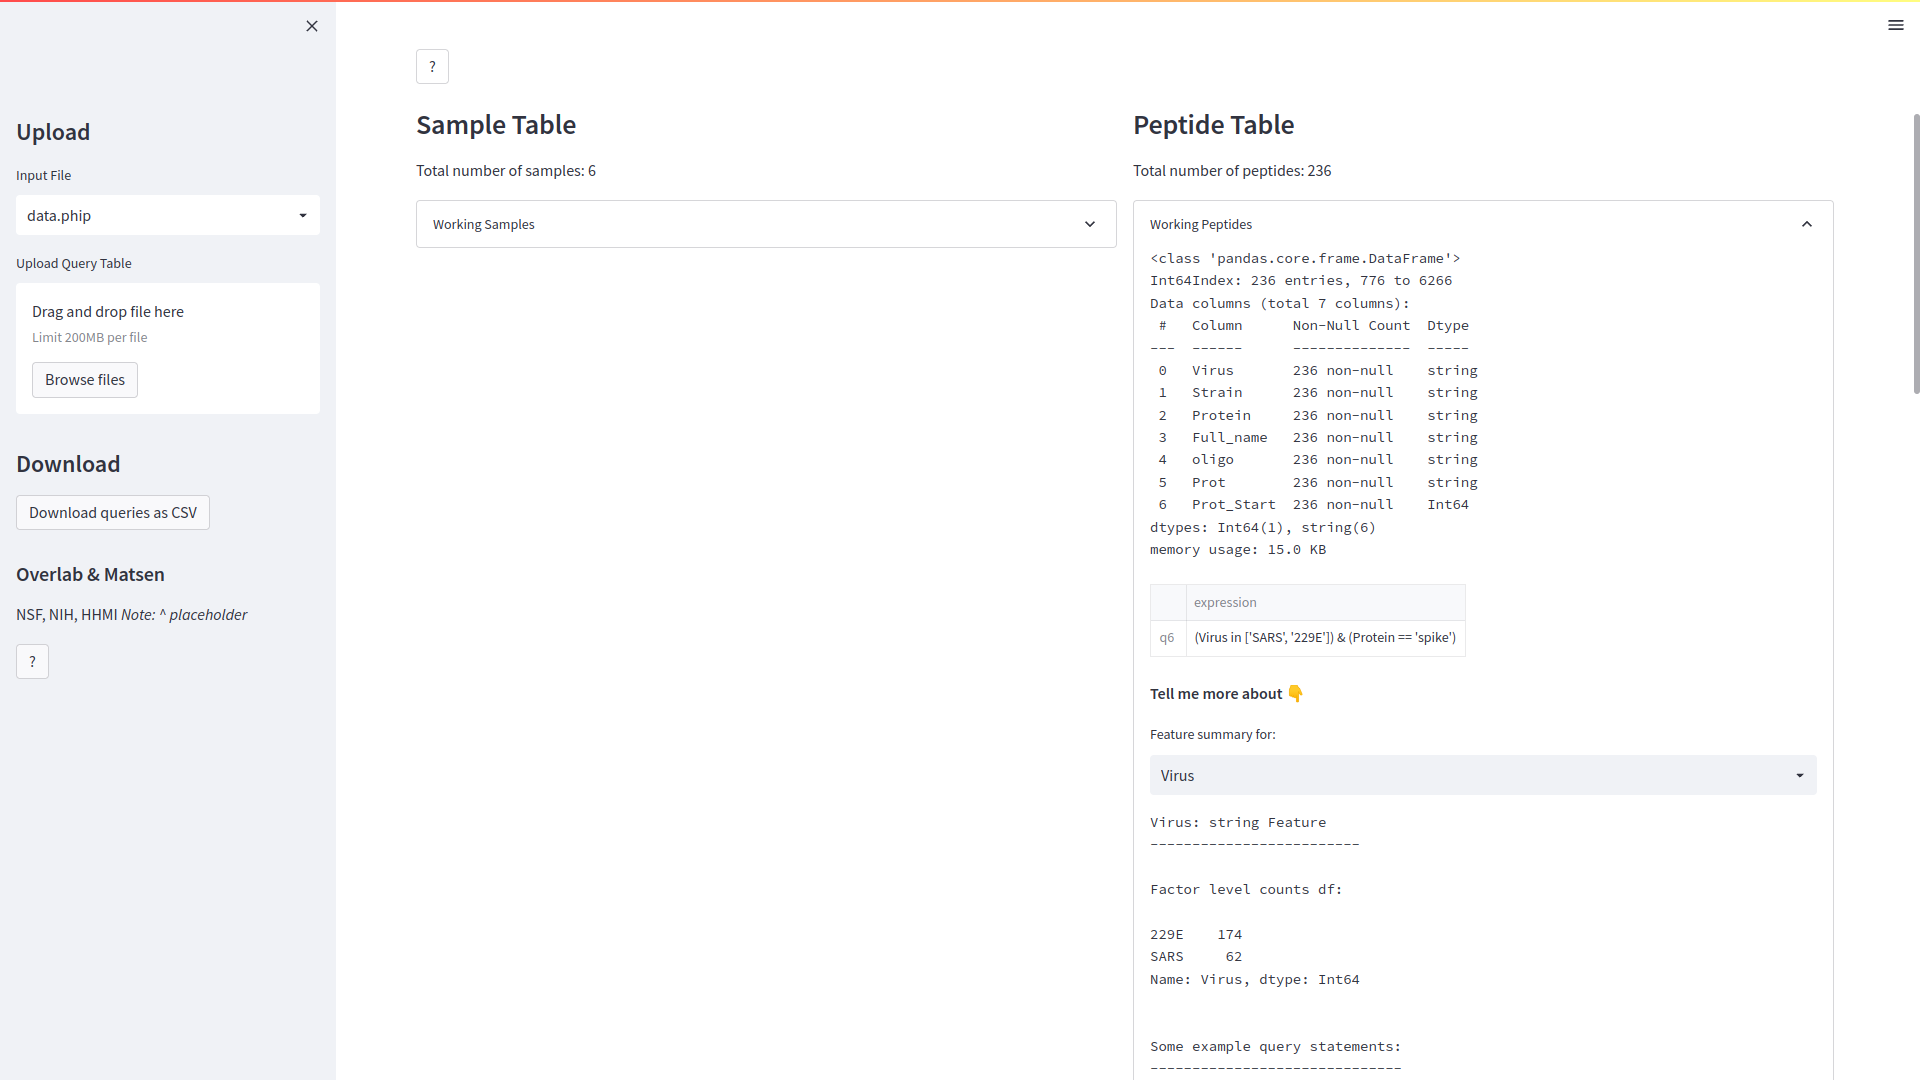 Upload
Input File
data.phip
Upload Query Table
Drag and drop file here
Limit 200MB per file
Browse files
Download
Download queries as CSV
Overlab & Matsen
NSF, NIH, HHMI Note: ^ placeholder
?
?
Sample Table
Total number of samples: 6
Working Samples
Peptide Table
Total number of peptides: 236
Working Peptides
<class 'pandas.core.frame.DataFrame'>
Int64Index: 236 entries, 776 to 6266
Data columns (total 7 columns):
#   Column      Non-Null Count  Dtype
---  ------      --------------  -----
0   Virus       236 non-null    string
1   Strain      236 non-null    string
2   Protein     236 non-null    string
3   Full_name   236 non-null    string
4   oligo       236 non-null    string
5   Prot        236 non-null    string
6   Prot_Start  236 non-null    Int64
dtypes: Int64(1), string(6)
memory usage: 15.0 KB
expression
q6 (Virus in ['SARS', '229E']) & (Protein == 'spike')
Tell me more about 👇
Feature summary for:
Virus
Virus: string Feature
-------------------------
Factor level counts df:
229E    174
SARS     62
Name: Virus, dtype: Int64
Some example query statements:
------------------------------